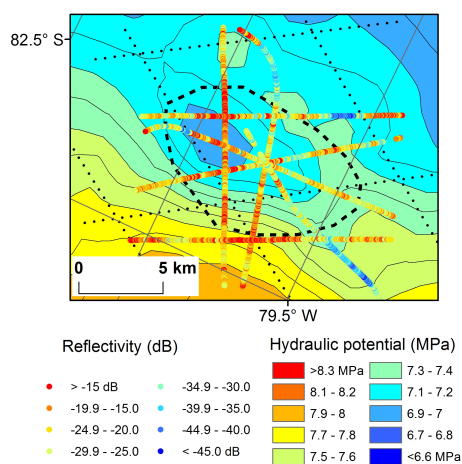 82.5° S
0 5 km
79.5° W
Reflectivity (dB)
> -15 dB
-19.9 - -15.0
-24.9 - -20.0
-29.9 - -25.0
-34.9 - -30.0
-39.9 - -35.0
-44.9 - -40.0
< -45.0 dB
Hydraulic potential (MPa)
>8.3 MPa
8.1 - 8.2
7.9 - 8
7.7 - 7.8
7.5 - 7.6
7.3 - 7.4
7.1 - 7.2
6.9 - 7
6.7 - 6.8
<6.6 MPa